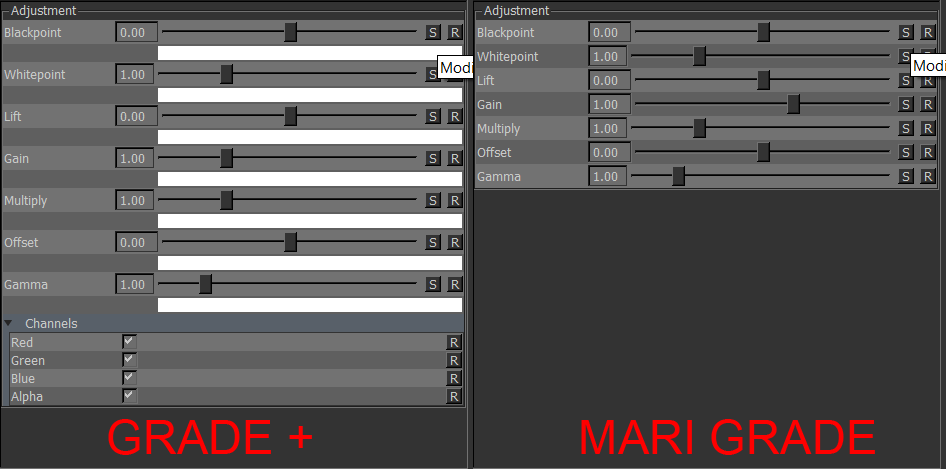 Adjustment
Blackpoint 0.00 S R
Whitepoint 1.00 S Modi
Lift 0.00 S R
Gain 1.00 S R
Multiply 1.00 S R
Offset 0.00 S R
Gamma 1.00 S R
Channels
Red R
Green R
Blue R
Alpha R
GRADE +
Adjustment
Blackpoint 0.00 S R
Whitepoint 1.00 S Modi
Lift 0.00 S R
Gain 1.00 S R
Multiply 1.00 S R
Offset 0.00 S R
Gamma 1.00 S R
MARI GRADE